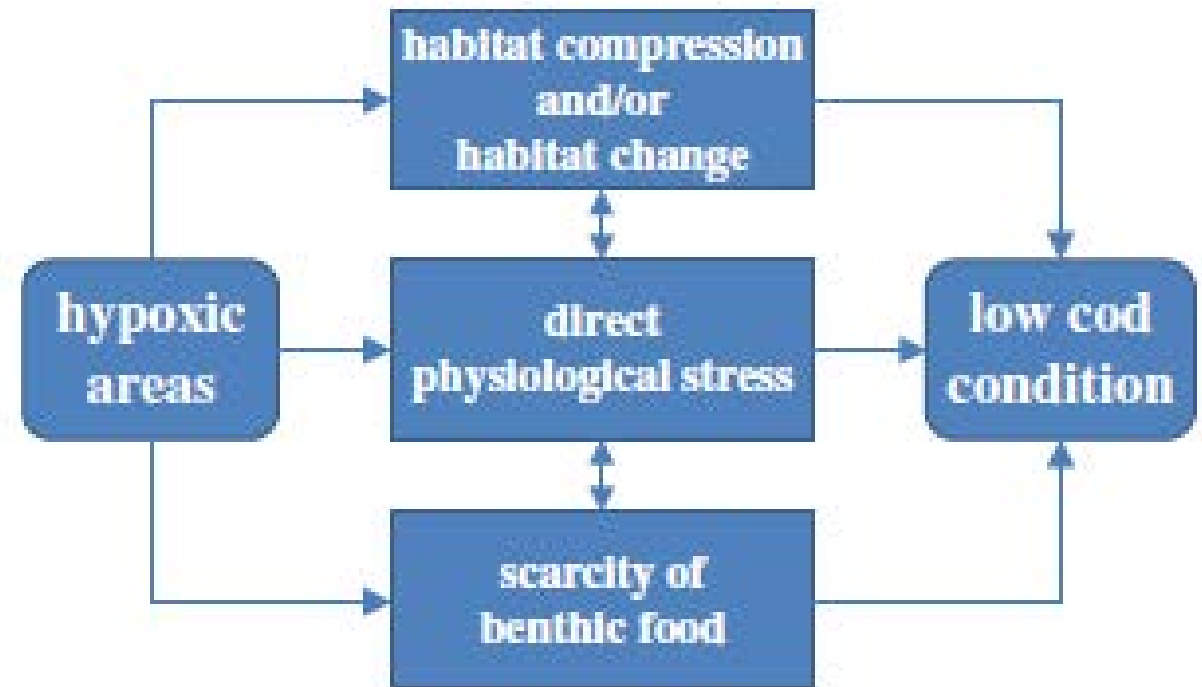 habitat compression
and/or
habitat change
hypoxic
areas
direct
physiological stress
low cod
condition
scarcity of
benthic food